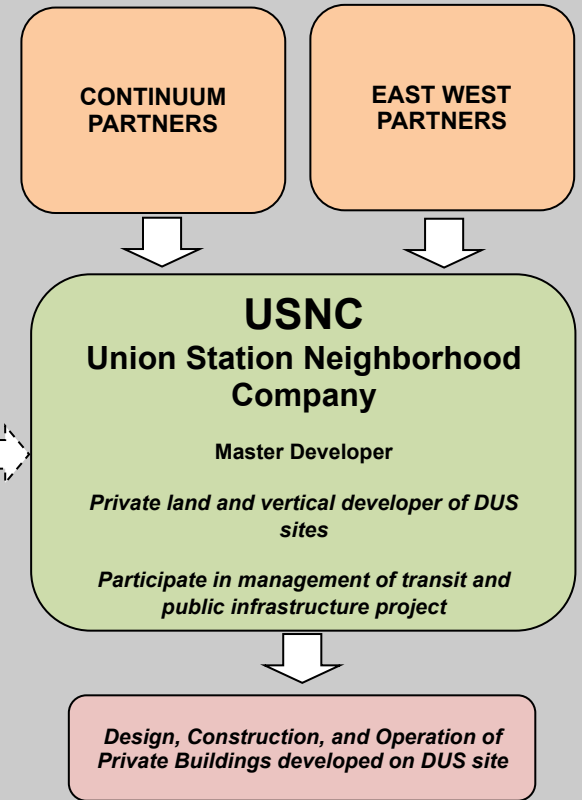 CONTINUUM
PARTNERS
EAST WEST
PARTNERS
USNC
Union Station Neighborhood
Company
Master Developer
Private land and vertical developer of DUS
sites
Participate in management of transit and
public infrastructure project
Design, Construction, and Operation of
Private Buildings developed on DUS site